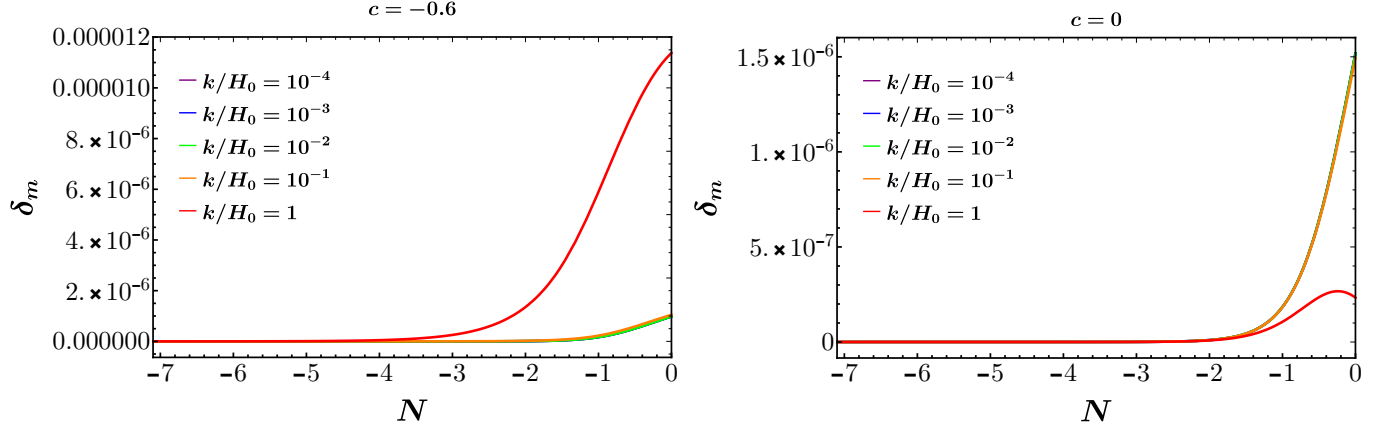 c = −0.6
0.000012
0.000010
8. × 10⁻⁶
6. × 10⁻⁶
4. × 10⁻⁶
2. × 10⁻⁶
0.000000
δₘ
k/H₀ = 10⁻⁴
k/H₀ = 10⁻³
k/H₀ = 10⁻²
k/H₀ = 10⁻¹
k/H₀ = 1
−7 −6 −5 −4 −3 −2 −1 0
N
c = 0
1.5 × 10⁻⁶
1. × 10⁻⁶
5. × 10⁻⁷
0
δₘ
k/H₀ = 10⁻⁴
k/H₀ = 10⁻³
k/H₀ = 10⁻²
k/H₀ = 10⁻¹
k/H₀ = 1
−7 −6 −5 −4 −3 −2 −1 0
N